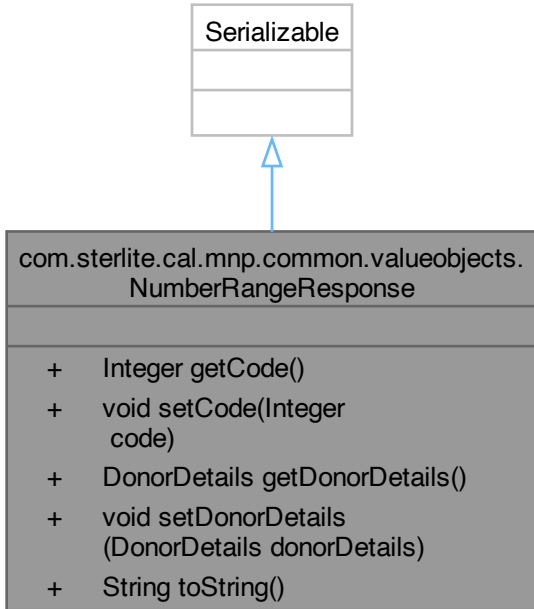 Serializable
com.sterlite.cal.mnp.common.valueobjects.
NumberRangeResponse
+ Integer getCode()
+ void setCode(Integer
code)
+ DonorDetails getDonorDetails()
+ void setDonorDetails
(DonorDetails donorDetails)
+ String toString()